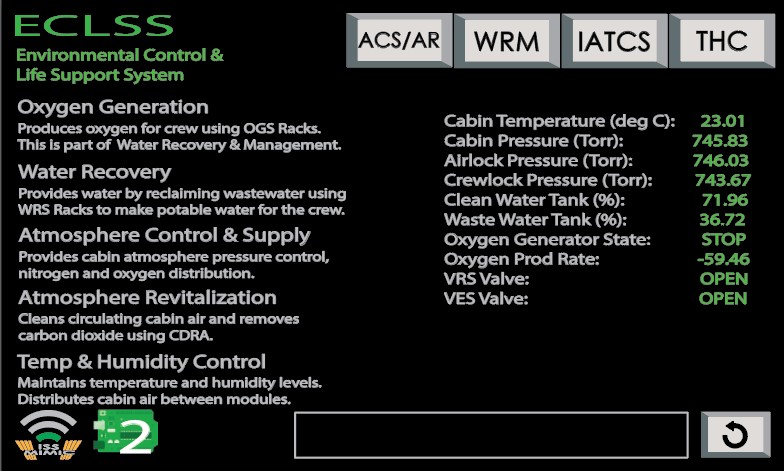 ECLSS
Environmental Control &
Life Support System
ACS/AR
WRM
IATCS
THC
Oxygen Generation
Produces oxygen for crew using OGS Racks.
This is part of Water Recovery & Management.
Water Recovery
Provides water by reclaiming wastewater using
WRS Racks to make potable water for the crew.
Atmosphere Control & Supply
Provides cabin atmosphere pressure control,
nitrogen and oxygen distribution.
Atmosphere Revitalization
Cleans circulating cabin air and removes
carbon dioxide using CDRA.
Temp & Humidity Control
Maintains temperature and humidity levels.
Distributes cabin air between modules.
Cabin Temperature (deg C): 23.01
Cabin Pressure (Torr): 745.83
Airlock Pressure (Torr): 746.03
Crewlock Pressure (Torr): 743.67
Clean Water Tank (%): 71.96
Waste Water Tank (%): 36.72
Oxygen Generator State: STOP
Oxygen Prod Rate: -59.46
VRS Valve: OPEN
VES Valve: OPEN
ISS
MIMIC
2